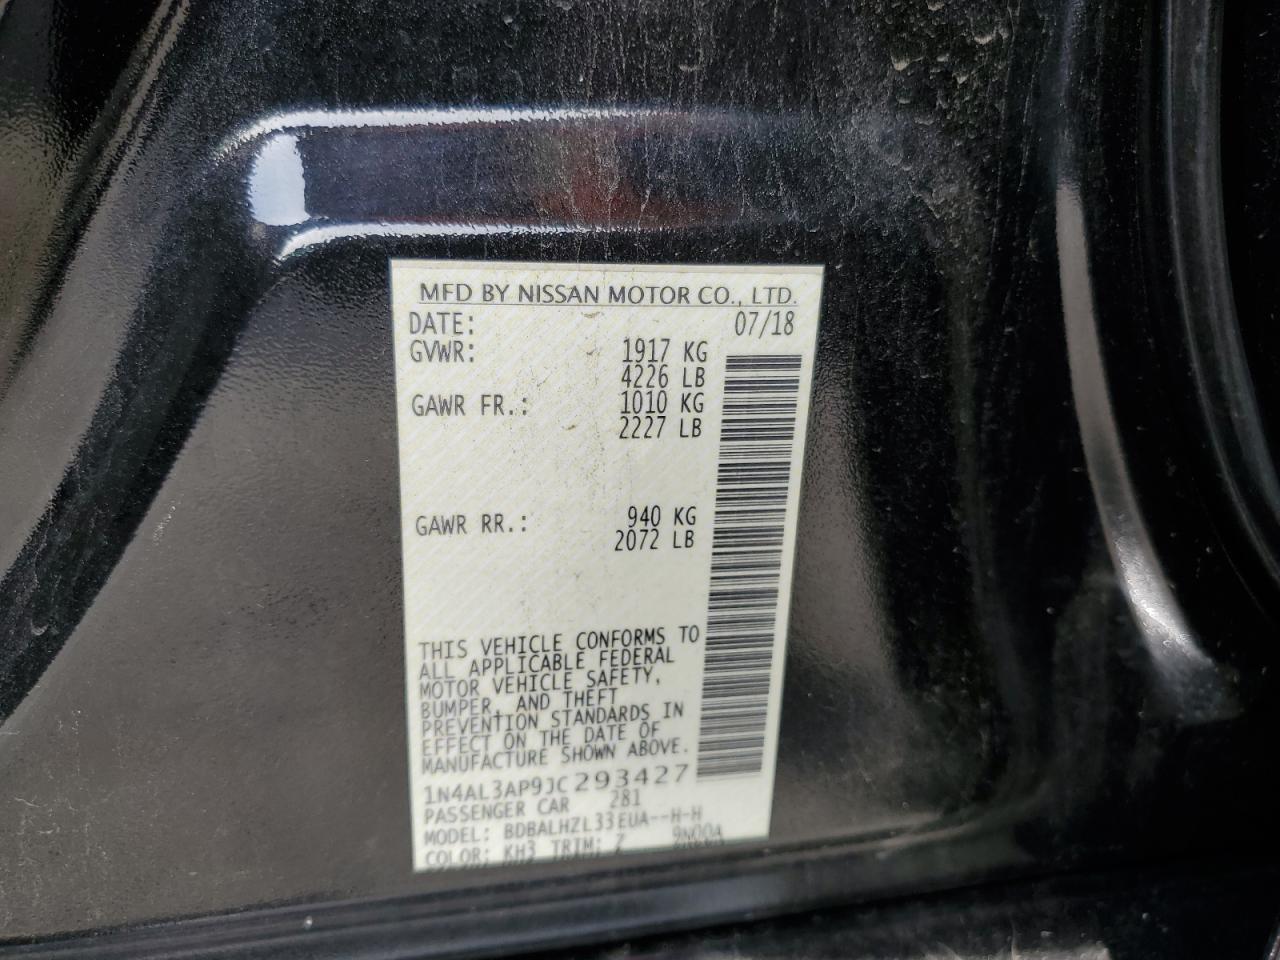 MFD BY NISSAN MOTOR CO., LTD.
DATE: 07/18
GVWR: 1917 KG
4226 LB
GAWR FR.: 1010 KG
2227 LB
GAWR RR.: 940 KG
2072 LB
THIS VEHICLE CONFORMS TO
ALL APPLICABLE FEDERAL
MOTOR VEHICLE SAFETY,
BUMPER, AND THEFT
PREVENTION STANDARDS IN
EFFECT ON THE DATE OF
MANUFACTURE SHOWN ABOVE.
1N4AL3AP9JC293427
PASSENGER CAR 281
MODEL: BDBALHZL33EUA--H-H
COLOR: KH3 TRIM: Z 9N00A